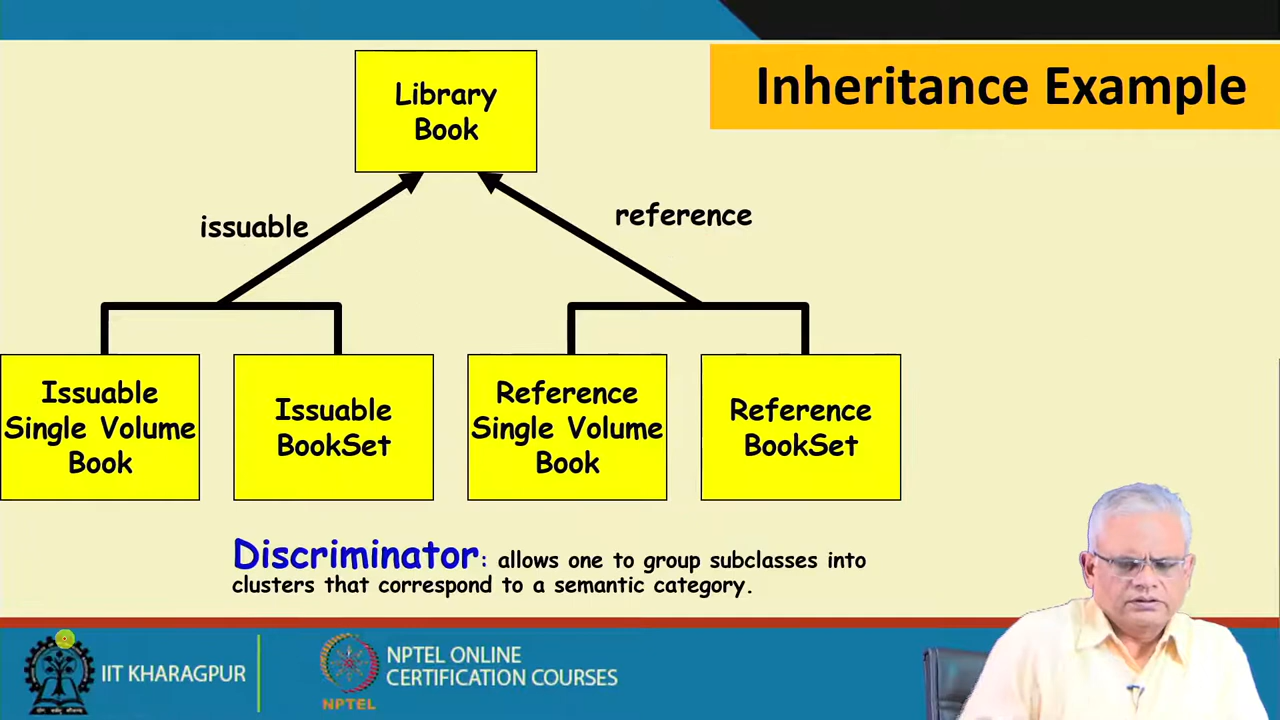 Inheritance Example
Library
Book
issuable
reference
Issuable
Single Volume
Book
Issuable
BookSet
Reference
Single Volume
Book
Reference
BookSet
Discriminator: allows one to group subclasses into
clusters that correspond to a semantic category.
IIT KHARAGPUR
NPTEL
NPTEL ONLINE
CERTIFICATION COURSES